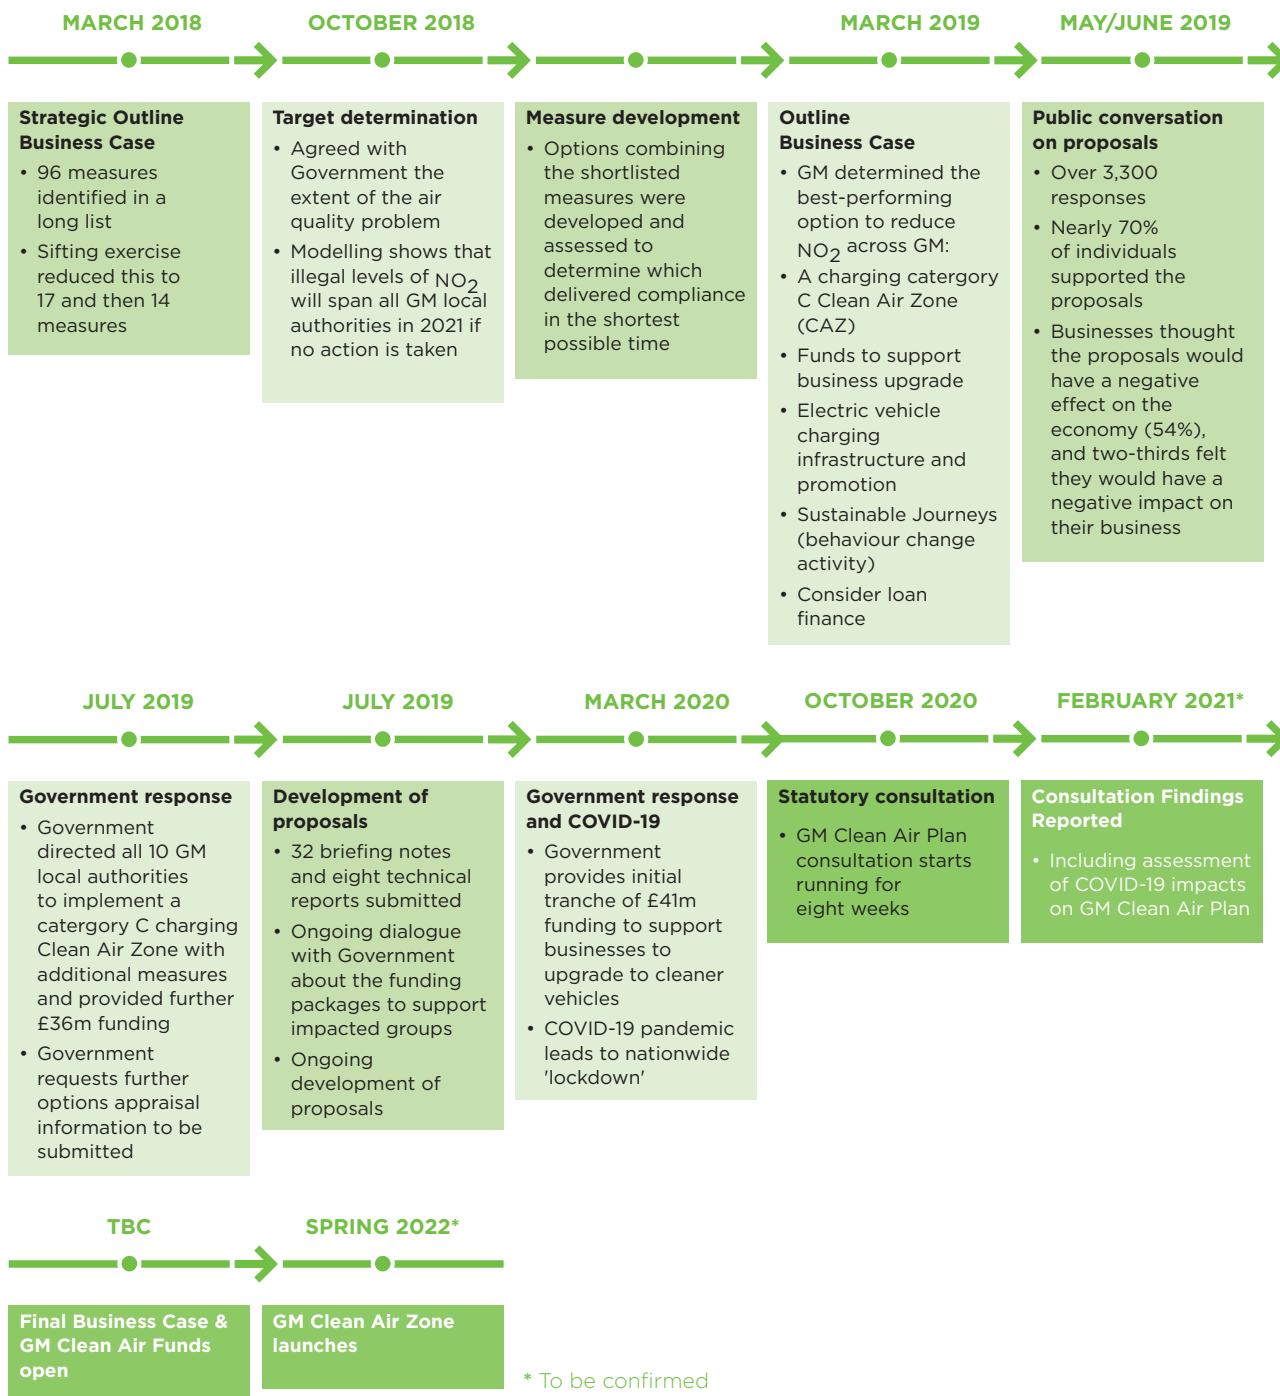 MARCH 2018
Strategic Outline
Business Case
• 96 measures
identified in a
long list
• Sifting exercise
reduced this to
17 and then 14
measures
OCTOBER 2018
Target determination
• Agreed with
Government the
extent of the air
quality problem
• Modelling shows that
illegal levels of NO2
will span all GM local
authorities in 2021 if
no action is taken
Measure development
• Options combining
the shortlisted
measures were
developed and
assessed to
determine which
delivered compliance
in the shortest
possible time
MARCH 2019
Outline
Business Case
• GM determined the
best-performing
option to reduce
NO2 across GM:
• A charging catergory
C Clean Air Zone
(CAZ)
• Funds to support
business upgrade
• Electric vehicle
charging
infrastructure and
promotion
• Sustainable Journeys
(behaviour change
activity)
• Consider loan
finance
MAY/JUNE 2019
Public conversation
on proposals
• Over 3,300
responses
• Nearly 70%
of individuals
supported the
proposals
• Businesses thought
the proposals would
have a negative
effect on the
economy (54%),
and two-thirds felt
they would have a
negative impact on
their business
JULY 2019
Government response
• Government
directed all 10 GM
local authorities
to implement a
catergory C charging
Clean Air Zone with
additional measures
and provided further
£36m funding
• Government
requests further
options appraisal
information to be
submitted
JULY 2019
Development of
proposals
• 32 briefing notes
and eight technical
reports submitted
• Ongoing dialogue
with Government
about the funding
packages to support
impacted groups
• Ongoing
development of
proposals
MARCH 2020
Government response
and COVID-19
• Government
provides initial
tranche of £41m
funding to support
businesses to
upgrade to cleaner
vehicles
• COVID-19 pandemic
leads to nationwide
'lockdown'
OCTOBER 2020
Statutory consultation
• GM Clean Air Plan
consultation starts
running for
eight weeks
FEBRUARY 2021*
Consultation Findings
Reported
• Including assessment
of COVID-19 impacts
on GM Clean Air Plan
TBC
Final Business Case &
GM Clean Air Funds
open
SPRING 2022*
GM Clean Air Zone
launches
* To be confirmed